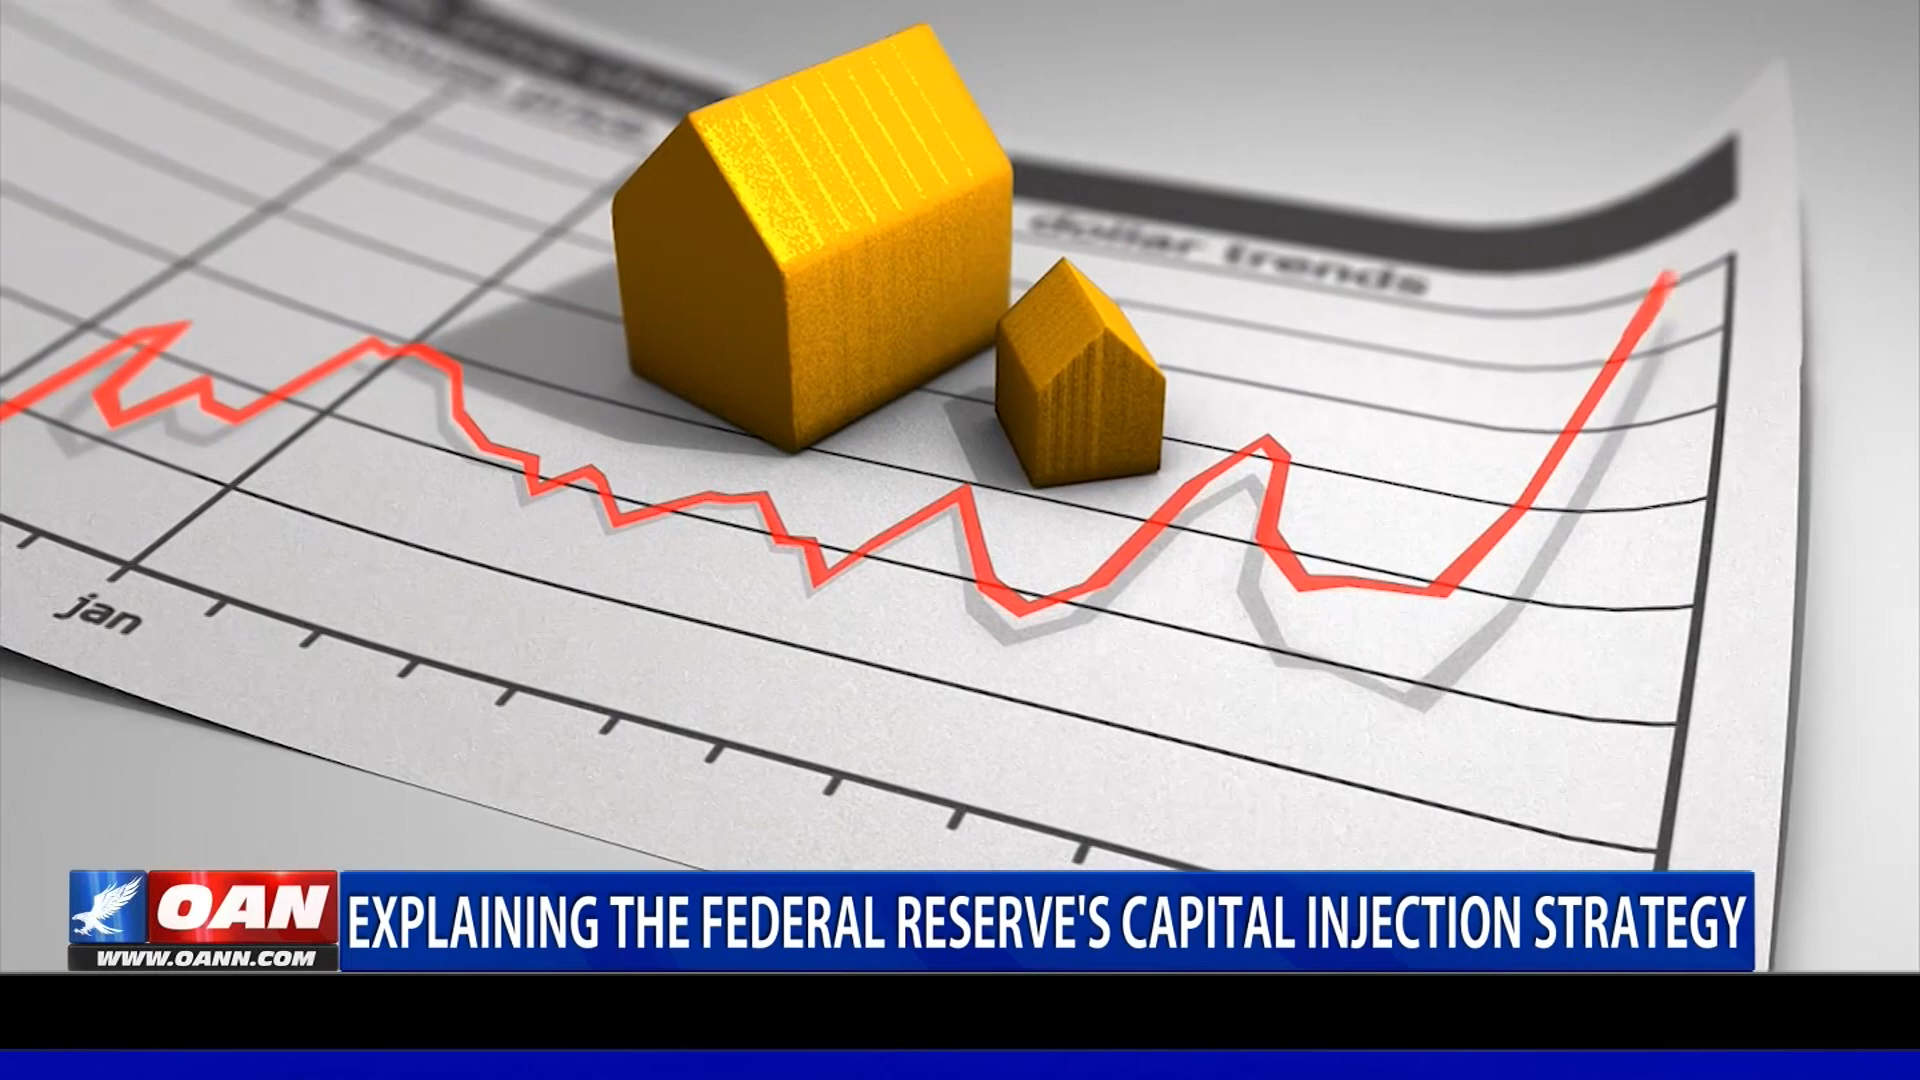 dollar trends
jan
OAN
WWW.OANN.COM
EXPLAINING THE FEDERAL RESERVE'S CAPITAL INJECTION STRATEGY